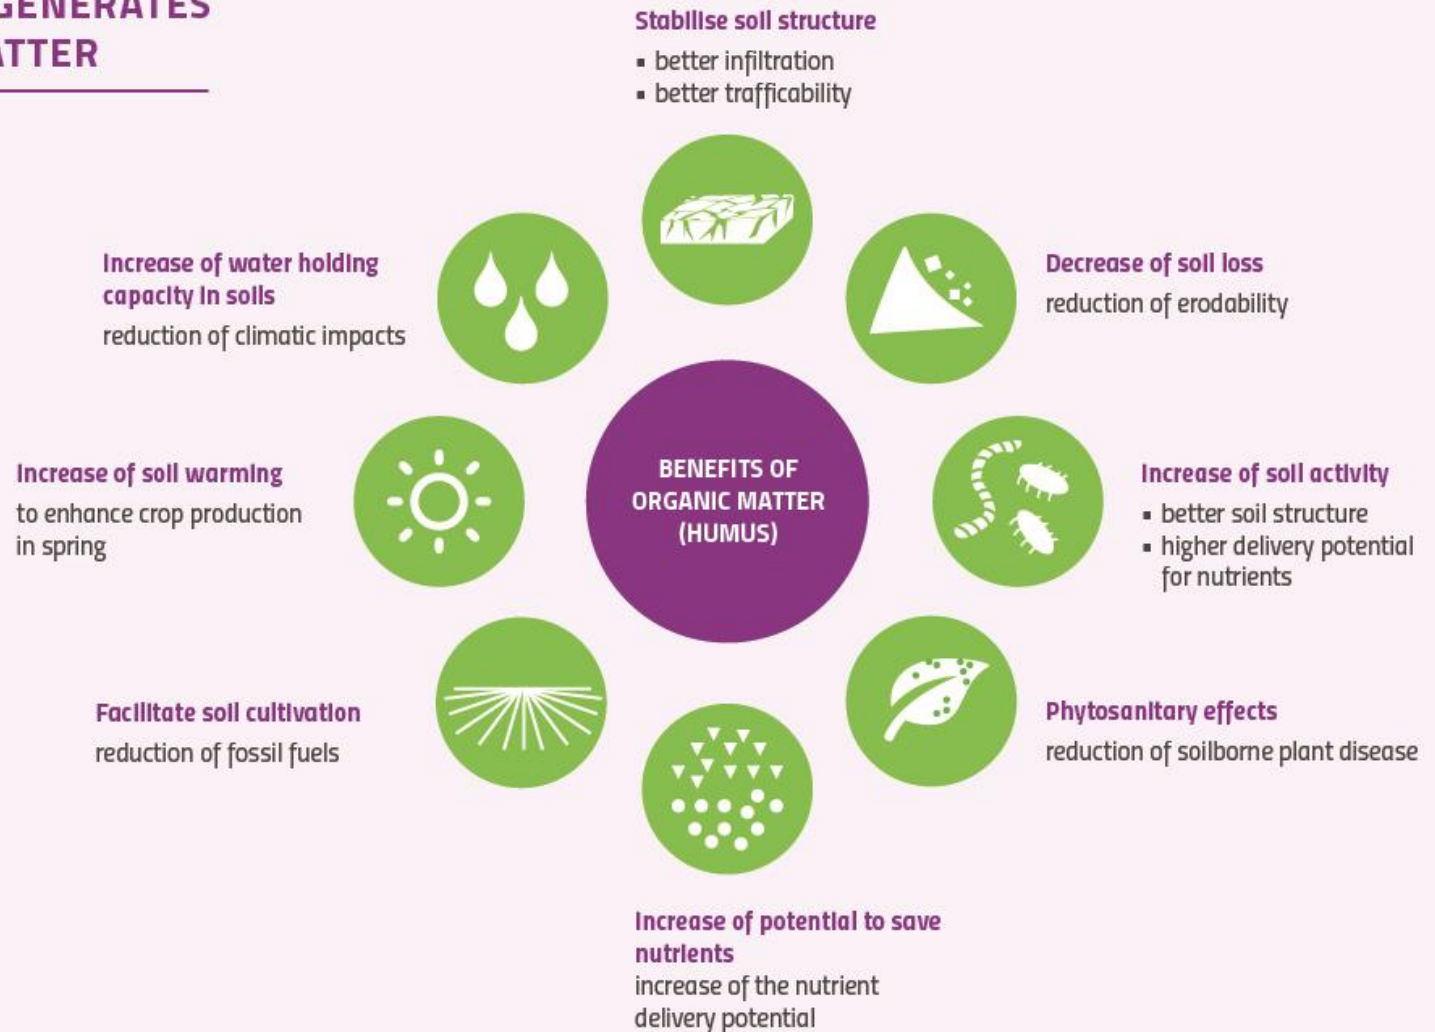 GENERATES
ATTER
Stabilise soil structure
▪ better infiltration
▪ better trafficability
Increase of water holding
capacity in soils
reduction of climatic impacts
Decrease of soil loss
reduction of erodability
Increase of soil warming
to enhance crop production
in spring
BENEFITS OF
ORGANIC MATTER
(HUMUS)
Increase of soil activity
▪ better soil structure
▪ higher delivery potential
for nutrients
Facilitate soil cultivation
reduction of fossil fuels
Phytosanitary effects
reduction of soilborne plant disease
Increase of potential to save
nutrients
increase of the nutrient
delivery potential